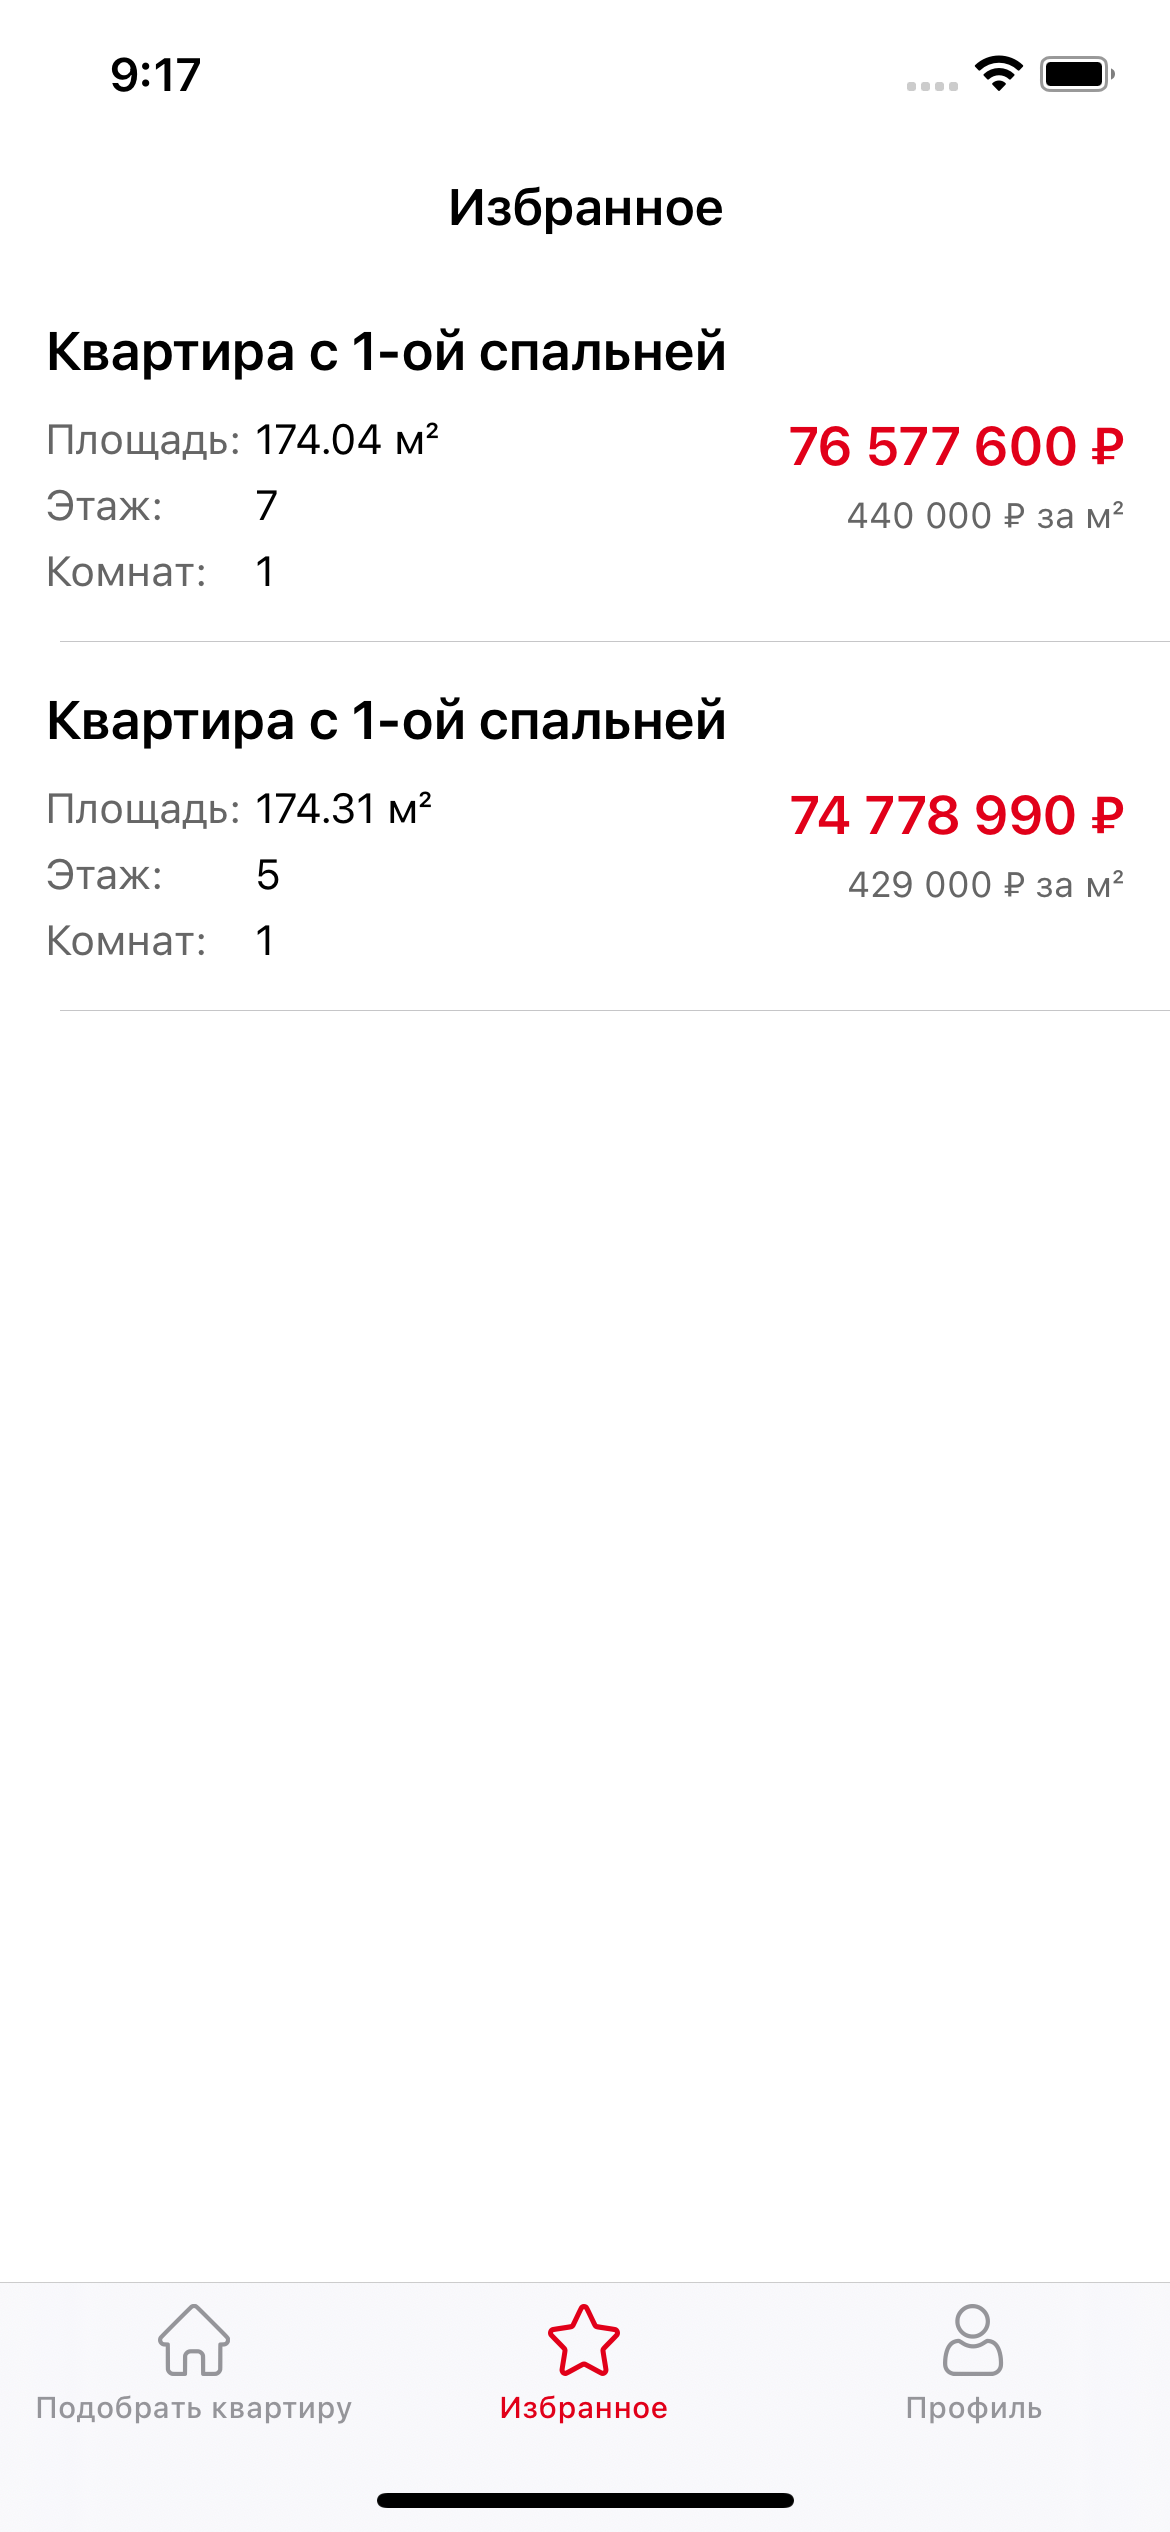 9:17
Избранное
Квартира с 1-ой спальней
Площадь: 174.04 м² 76 577 600 ₽
Этаж: 7 440 000 ₽ за м²
Комнат: 1
Квартира с 1-ой спальней
Площадь: 174.31 м² 74 778 990 ₽
Этаж: 5 429 000 ₽ за м²
Комнат: 1
Подобрать квартиру Избранное Профиль